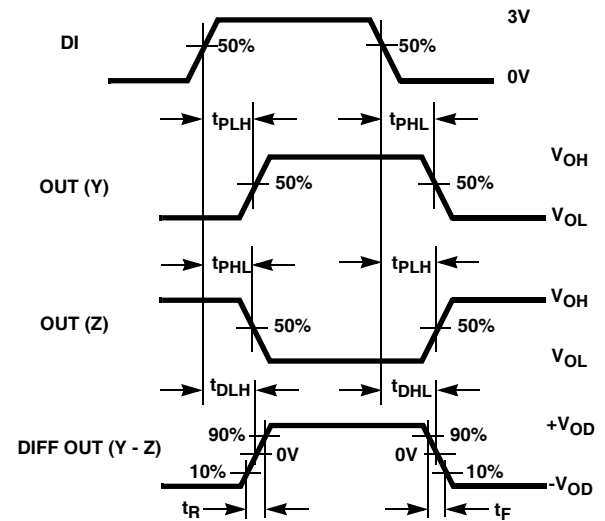 3V
DI
50%
50%
0V
tPLH
tPHL
VOH
OUT (Y)
50%
50%
VOL
tPHL
tPLH
VOH
OUT (Z)
50%
50%
VOL
tDLH
tDHL
+VOD
90%
90%
DIFF OUT (Y - Z)
0V
0V
10%
10%
-VOD
tR
tF